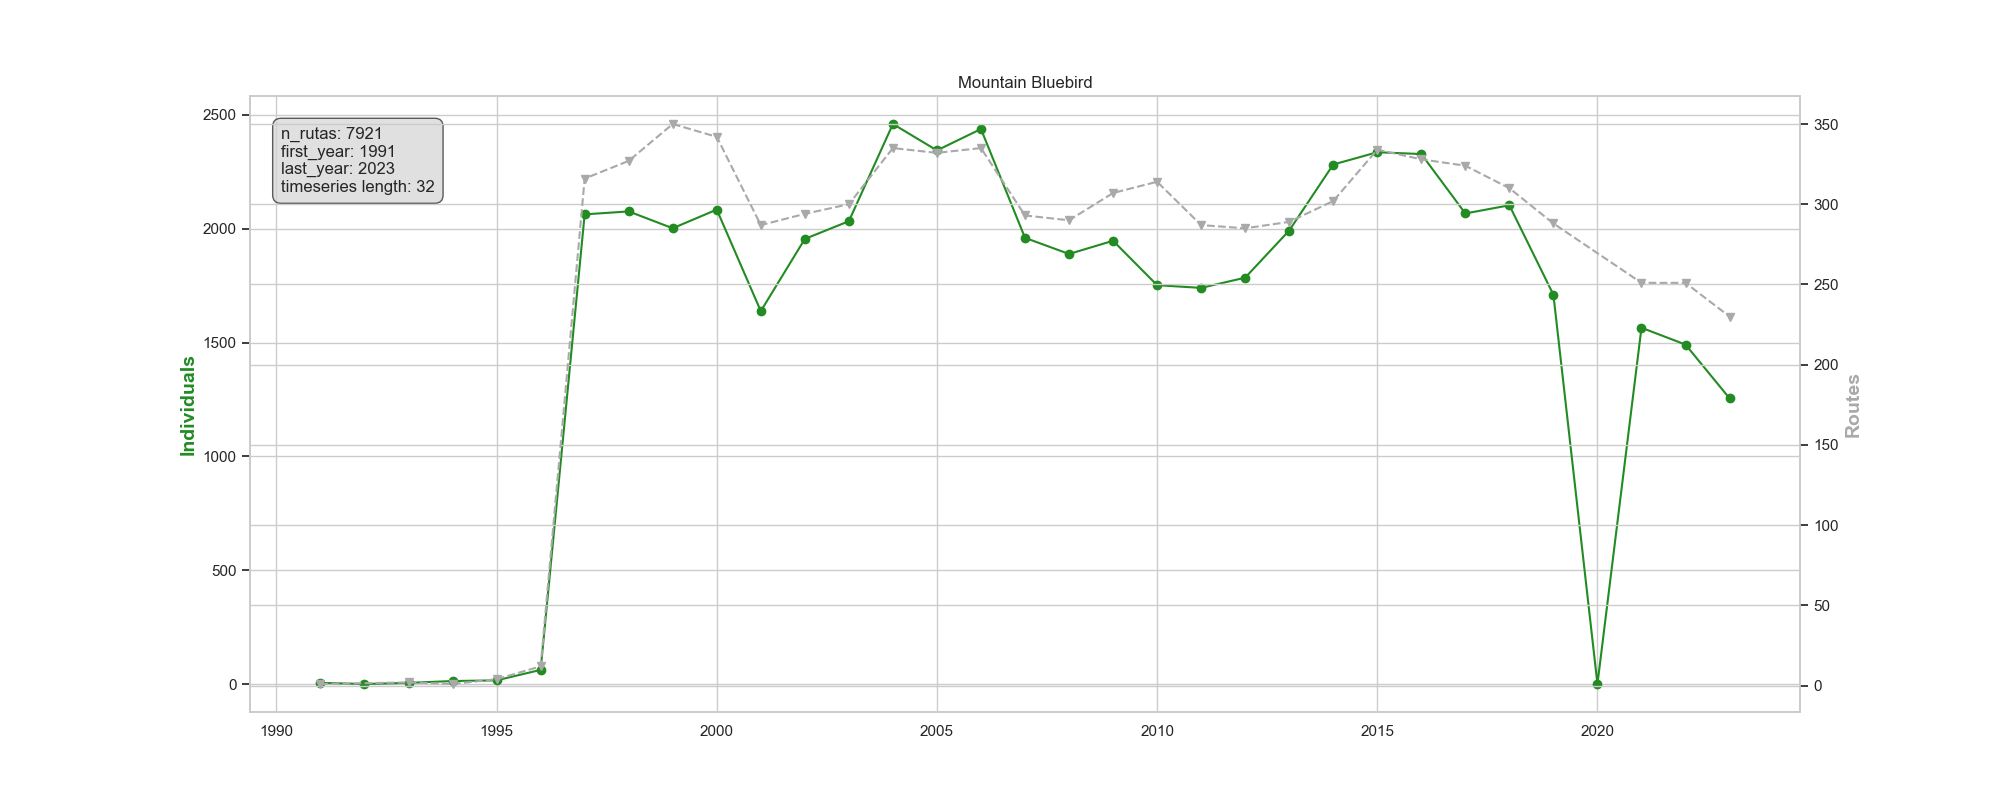 Mountain Bluebird
n_rutas: 7921
first_year: 1991
last_year: 2023
timeseries length: 32
Individuals
2500
2000
1500
1000
500
0
Routes
350
300
250
200
150
100
50
0
1990 1995 2000 2005 2010 2015 2020